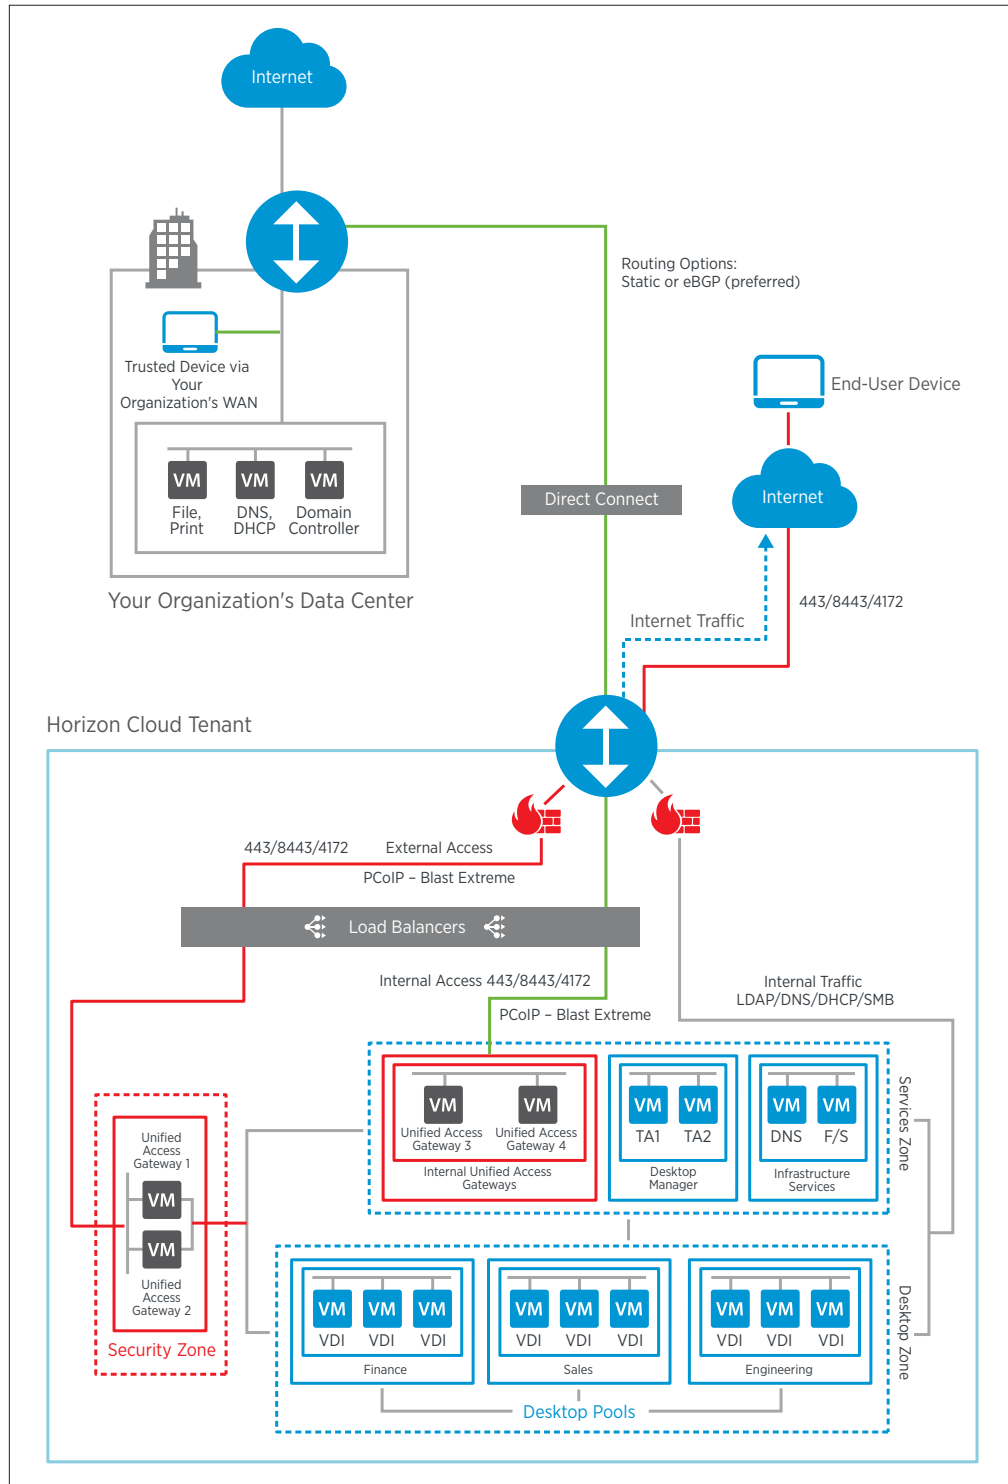 Internet
Routing Options:
Static or eBGP (preferred)
Trusted Device via
Your
Organization's WAN
End-User Device
VM
VM
VM
File,
Print
DNS,
DHCP
Domain
Controller
Direct Connect
Internet
Your Organization's Data Center
443/8443/4172
Internet Traffic
Horizon Cloud Tenant
443/8443/4172
External Access
PCoIP – Blast Extreme
Load Balancers
Internal Access 443/8443/4172
PCoIP – Blast Extreme
Internal Traffic
LDAP/DNS/DHCP/SMB
VM
VM
Unified Access
Gateway 3
Unified Access
Gateway 4
Internal Unified Access
Gateways
VM
VM
TA1
TA2
Desktop
Manager
VM
VM
DNS
F/S
Infrastructure
Services
Services Zone
Unified
Access
Gateway 1
VM
VM
Unified
Access
Gateway 2
Security Zone
VM
VM
VM
VDI
VDI
VDI
Finance
VM
VM
VM
VDI
VDI
VDI
Sales
VM
VM
VM
VDI
VDI
VDI
Engineering
Desktop Zone
Desktop Pools